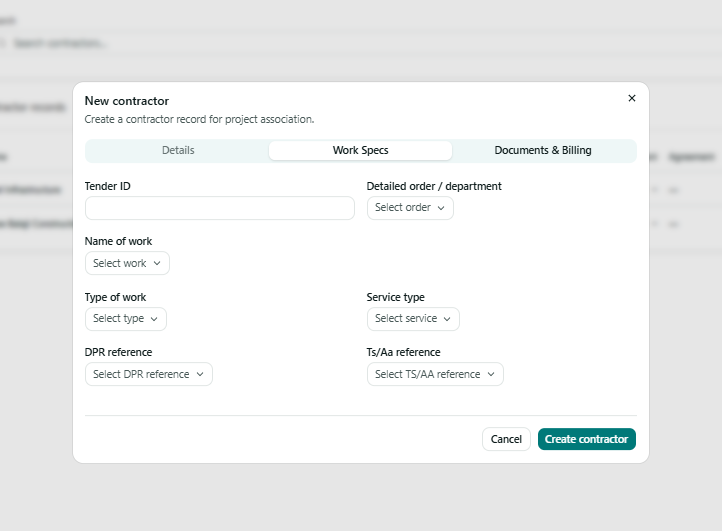 Search contractors...
New contractor
Create a contractor record for project association.
Details
Work Specs
Documents & Billing
Tender ID
Detailed order / department
Select order
Name of work
Select work
Type of work
Service type
Select type
Select service
DPR reference
Ts/Aa reference
Select DPR reference
Select TS/AA reference
Cancel
Create contractor
Agreement